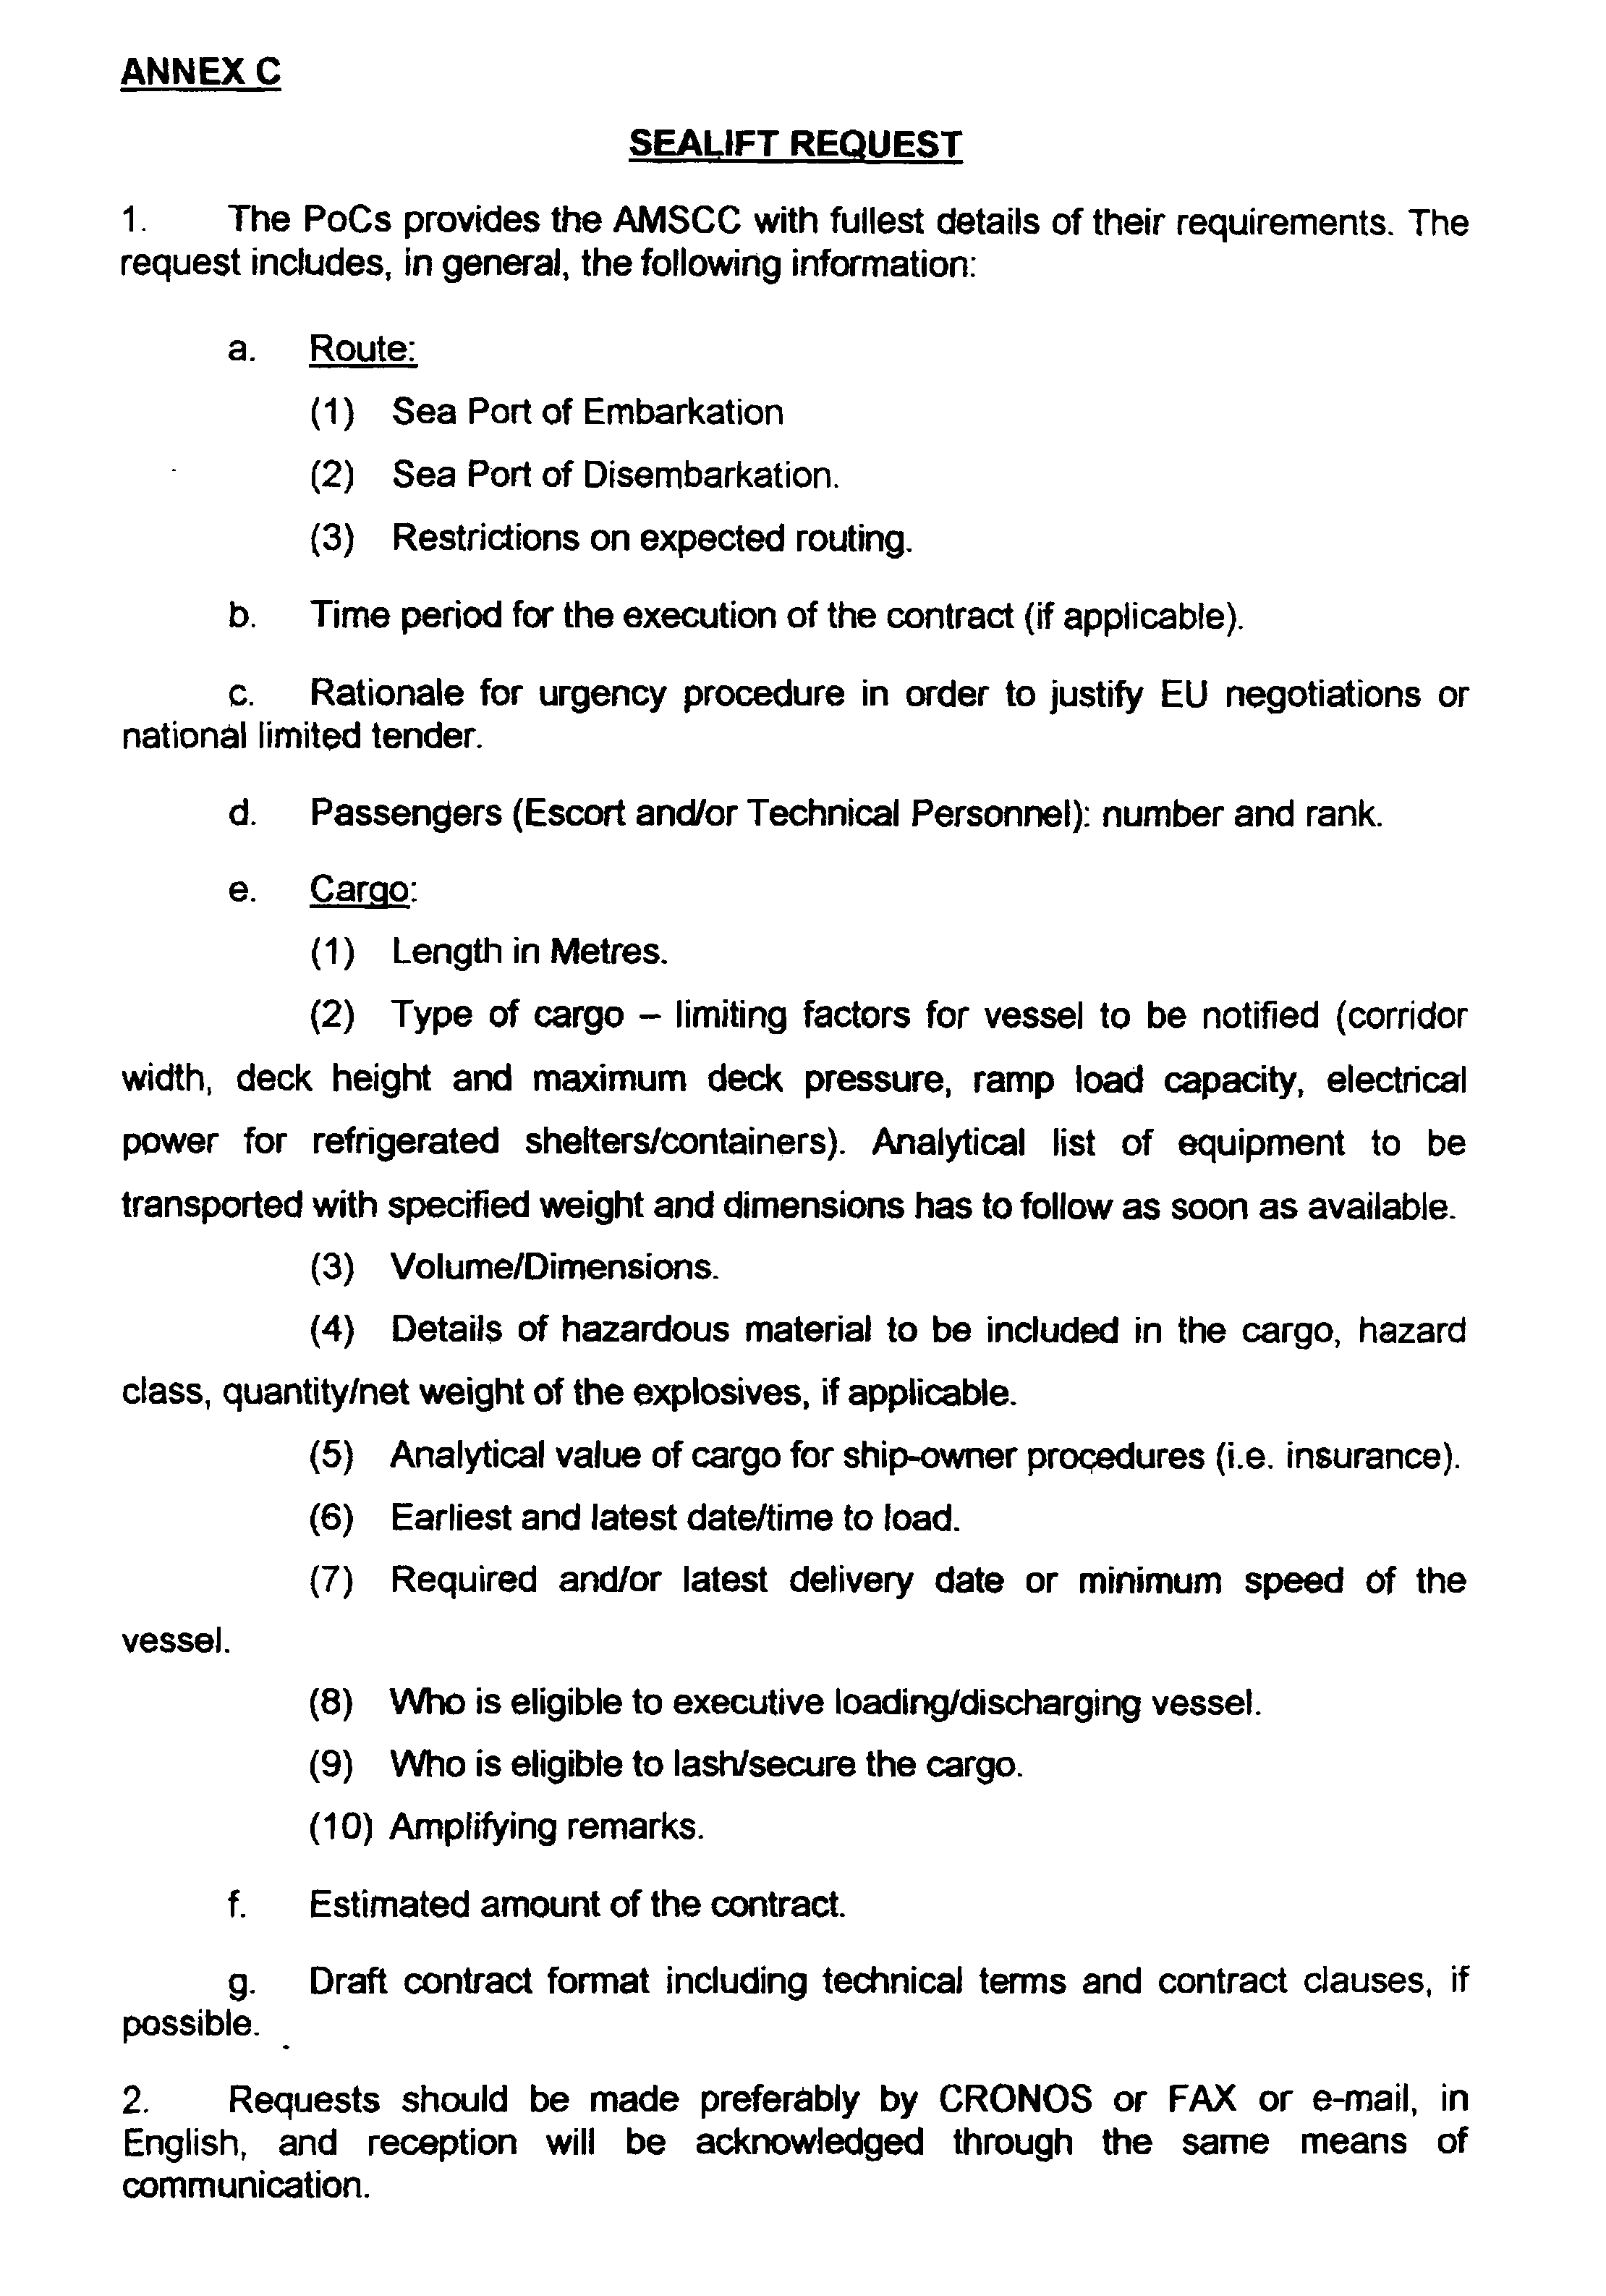 ANNEX C
SEALIFT REQUEST
1. The PoCs provides the AMSCC with fullest details of their requirements. The
request includes, in general, the following information:
a. Route:
(1) Sea Port of Embarkation
(2) Sea Port of Disembarkation.
(3) Restrictions on expected routing.
b. Time period for the execution of the contract (if applicable).
c. Rationale for urgency procedure in order to justify EU negotiations or
national limited tender.
d. Passengers (Escort and/or Technical Personnel): number and rank.
e. Cargo:
(1) Length in Metres.
(2) Type of cargo – limiting factors for vessel to be notified (corridor
width, deck height and maximum deck pressure, ramp load capacity, electrical
power for refrigerated shelters/containers). Analytical list of equipment to be
transported with specified weight and dimensions has to follow as soon as available.
(3) Volume/Dimensions.
(4) Details of hazardous material to be included in the cargo, hazard
class, quantity/net weight of the explosives, if applicable.
(5) Analytical value of cargo for ship-owner procedures (i.e. insurance).
(6) Earliest and latest date/time to load.
(7) Required and/or latest delivery date or minimum speed of the
vessel.
(8) Who is eligible to executive loading/discharging vessel.
(9) Who is eligible to lash/secure the cargo.
(10) Amplifying remarks.
f. Estimated amount of the contract.
g. Draft contract format including technical terms and contract clauses, if
possible.
2. Requests should be made preferably by CRONOS or FAX or e-mail, in
English, and reception will be acknowledged through the same means of
communication.